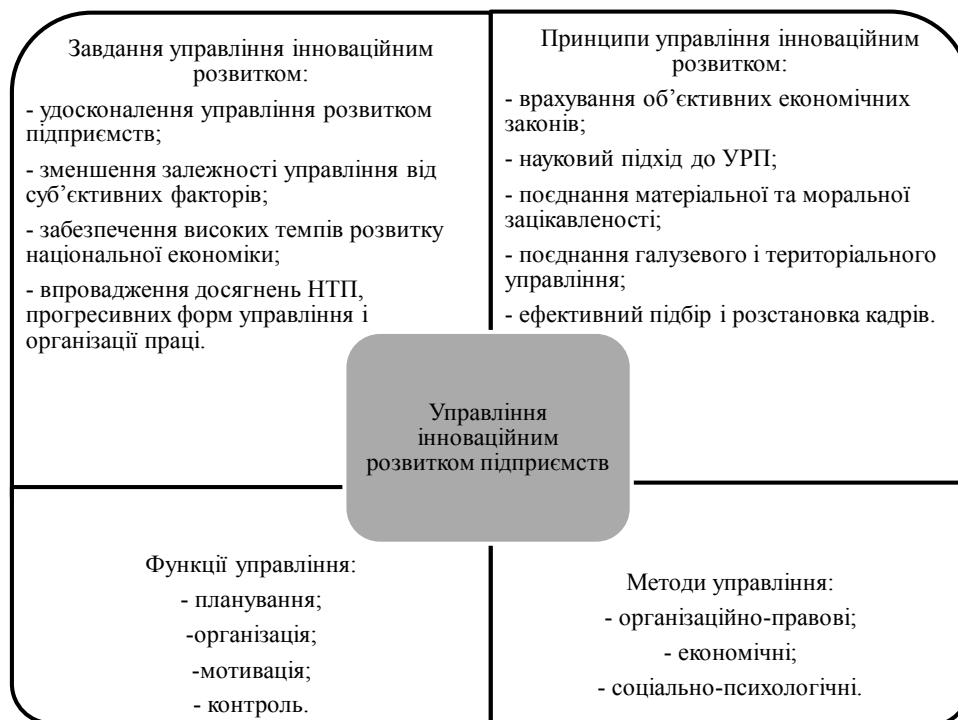 Завдання управління інноваційним
розвитком:
- удосконалення управління розвитком
підприємств;
- зменшення залежності управління від
суб’єктивних факторів;
- забезпечення високих темпів розвитку
національної економіки;
- впровадження досягнень НТП,
прогресивних форм управління і
організації праці.
Принципи управління інноваційним
розвитком:
- врахування об’єктивних економічних
законів;
- науковий підхід до УРП;
- поєднання матеріальної та моральної
зацікавленості;
- поєднання галузевого і територіального
управління;
- ефективний підбір і розстановка кадрів.
Управління
інноваційним
розвитком підприємств
Функції управління:
- планування;
-організація;
-мотивація;
- контроль.
Методи управління:
- організаційно-правові;
- економічні;
- соціально-психологічні.